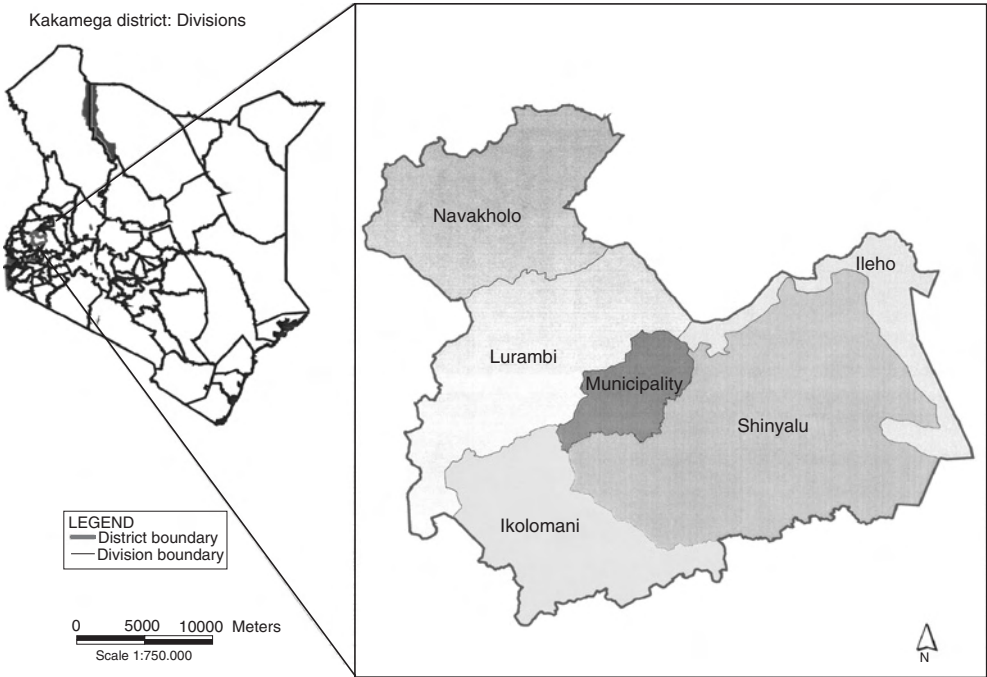 Kakamega district: Divisions
Navakholo
Ileho
Lurambi
Municipality
Shinyalu
Ikolomani
LEGEND
District boundary
Division boundary
0 5000 10000 Meters
Scale 1:750.000
N